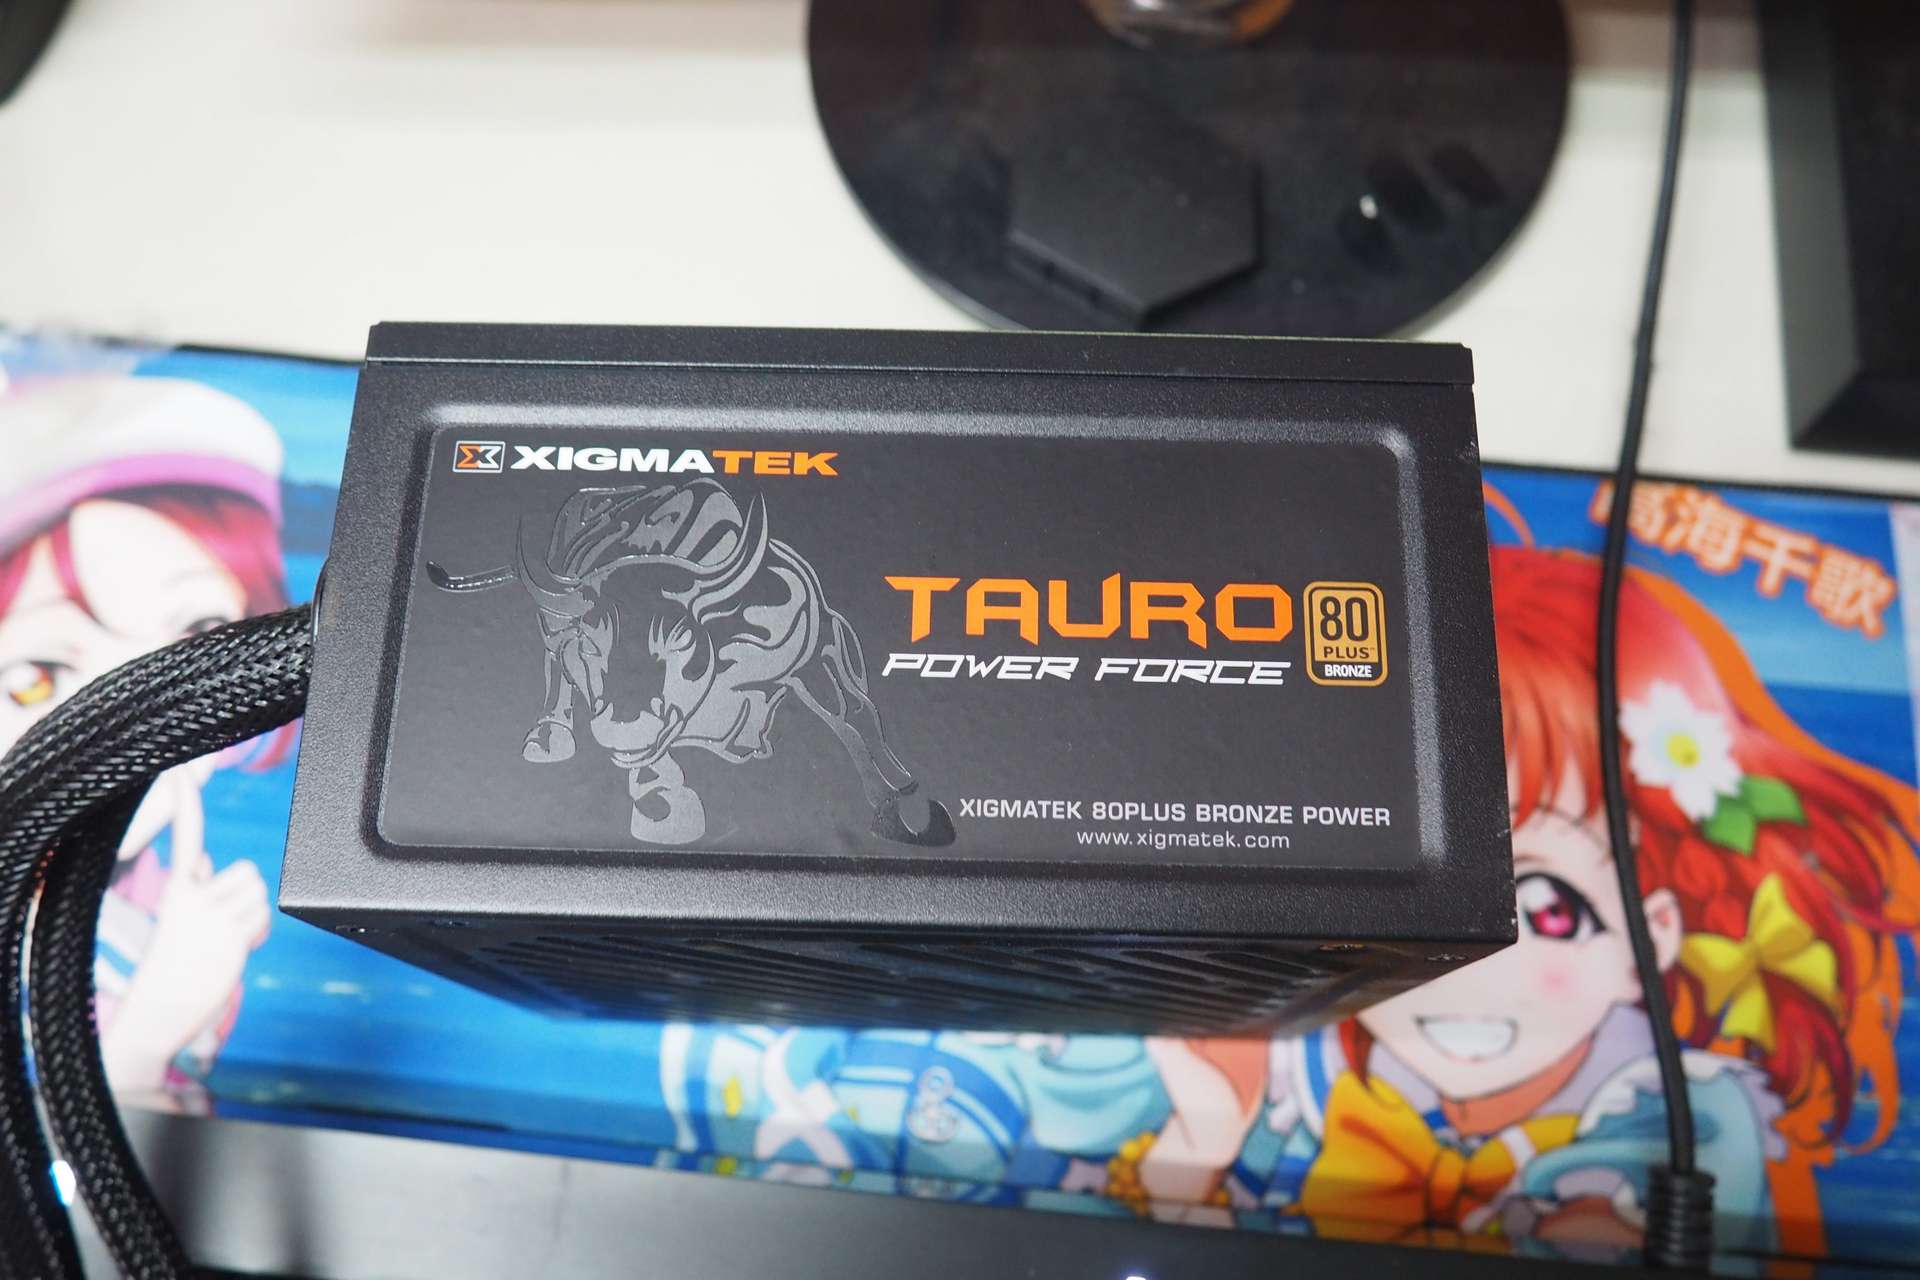 XIGMATEK
TAURO
POWER FORCE
80
PLUS
BRONZE
XIGMATEK 80PLUS BRONZE POWER
www.xigmatek.com
高海千歌